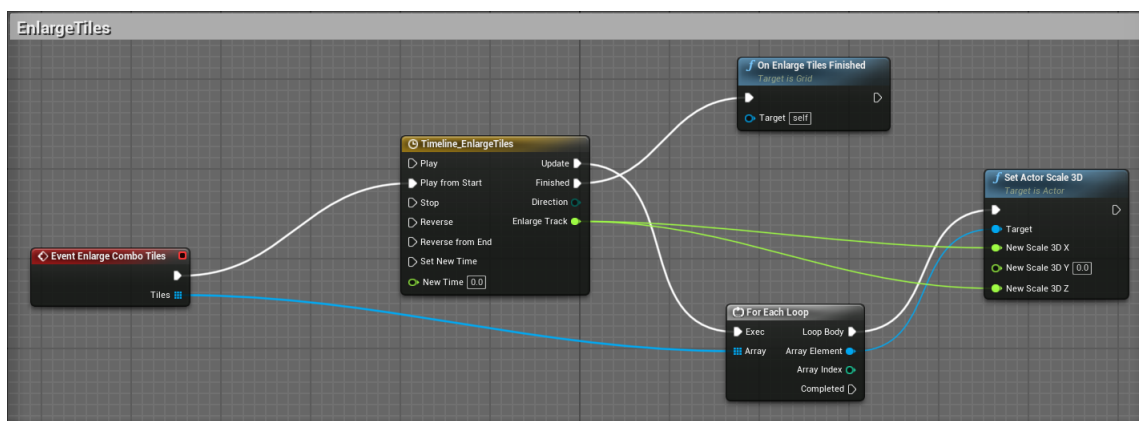 EnlargeTiles
On Enlarge Tiles Finished
Target is Grid
Target self
Timeline_EnlargeTiles
Play Update
Play from Start Finished
Stop Direction
Reverse Enlarge Track
Reverse from End
Set New Time
New Time 0.0
Set Actor Scale 3D
Target is Actor
Target
New Scale 3D X
New Scale 3D Y 0.0
New Scale 3D Z
Event Enlarge Combo Tiles
Tiles
For Each Loop
Exec Loop Body
Array Array Element
Array Index
Completed